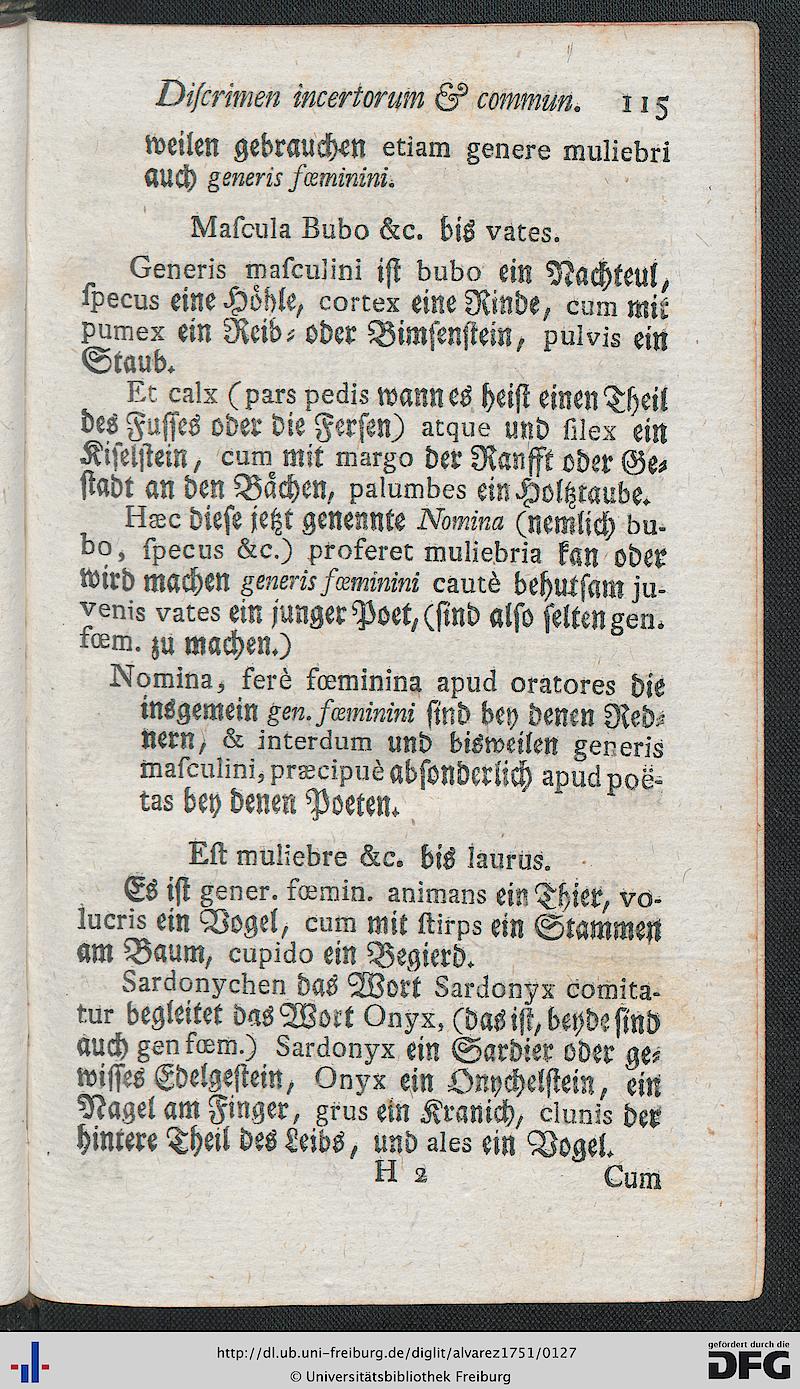 Diſcrimen incertorum & commun. 115
weilen gebrauchen etiam genere muliebri
auch generis fœminini.
Maſcula Bubo &c. bis vates.
Generis maſculini iſt bubo ein Nachteul,
ſpecus eine Höhle, cortex eine Rinde, cum mit
pumex ein Reib- oder Bimſenſtein, pulvis ein
Staub.
Et calx (pars pedis wann es heiſt einen Theil
des Fuſſes oder die Ferſen) atque und ſilex ein
Kiſelſtein, cum mit margo der Ranfft oder Ge-
ſtadt an den Bächen, palumbes ein Holtztaube.
Hæc dieſe jetzt genennte Nomina (nemlich bu-
bo, ſpecus &c.) proferet muliebria kan oder
wird machen generis fœminini cautè behutſam ju-
venis vates ein junger Poet, (ſind alſo ſelten gen.
fœm. zu machen.)
Nomina, ferè fœminina apud oratores die
insgemein gen. fœminini ſind bey denen Red-
nern, & interdum und bisweilen generis
maſculini, præcipuè abſonderlich apud poë-
tas bey denen Poeten.
Eſt muliebre &c. bis laurus.
Es iſt gener. fœmin. animans ein Thier, vo-
lucris ein Vogel, cum mit ſtirps ein Stammen
am Baum, cupido ein Begierd.
Sardonychen das Wort Sardonyx comita-
tur begleitet das Wort Onyx, (das iſt, beyde ſind
auch gen fœm.) Sardonyx ein Sardier oder ge-
wiſſes Edelgeſtein, Onyx ein Onychelſtein, ein
Nagel am Finger, grus ein Kranich, clunis der
hintere Theil des Leibs, und ales ein Vogel.
H 2 Cum
http://dl.ub.uni-freiburg.de/diglit/alvarez1751/0127
© Universitätsbibliothek Freiburg
gefördert durch die
DFG